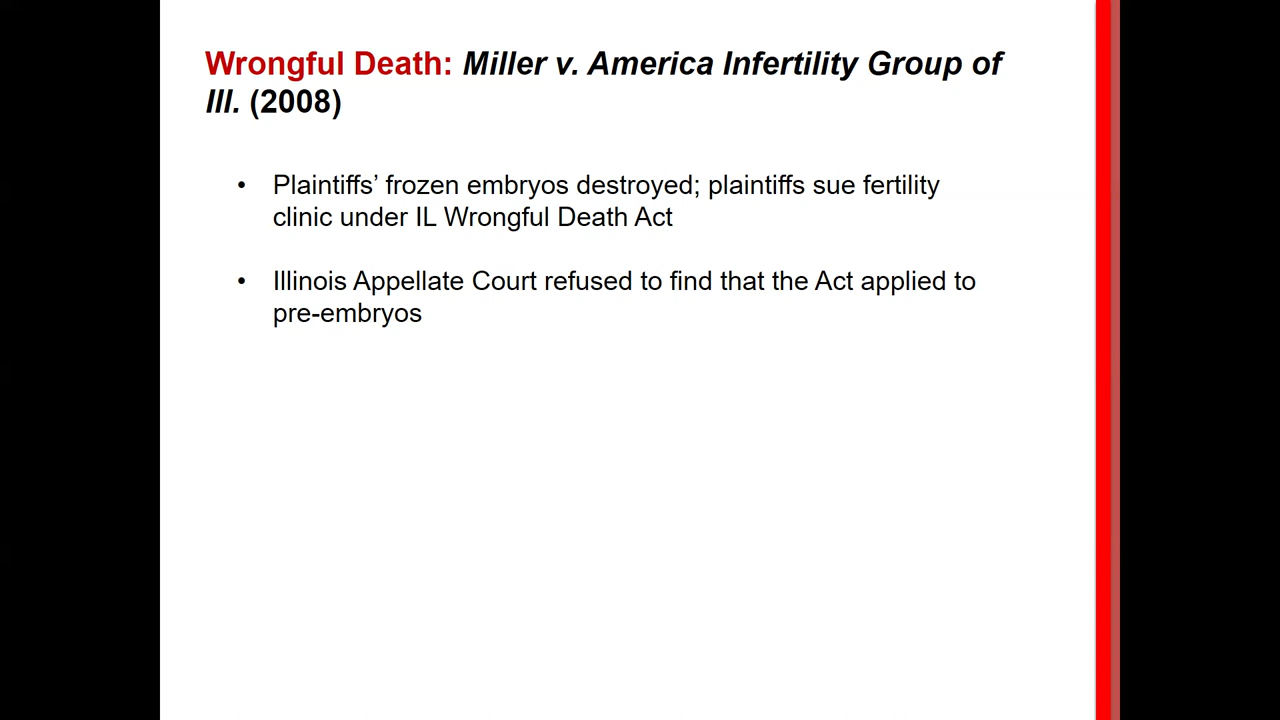 Wrongful Death: Miller v. America Infertility Group of
Ill. (2008)
• Plaintiffs’ frozen embryos destroyed; plaintiffs sue fertility
clinic under IL Wrongful Death Act
• Illinois Appellate Court refused to find that the Act applied to
pre-embryos